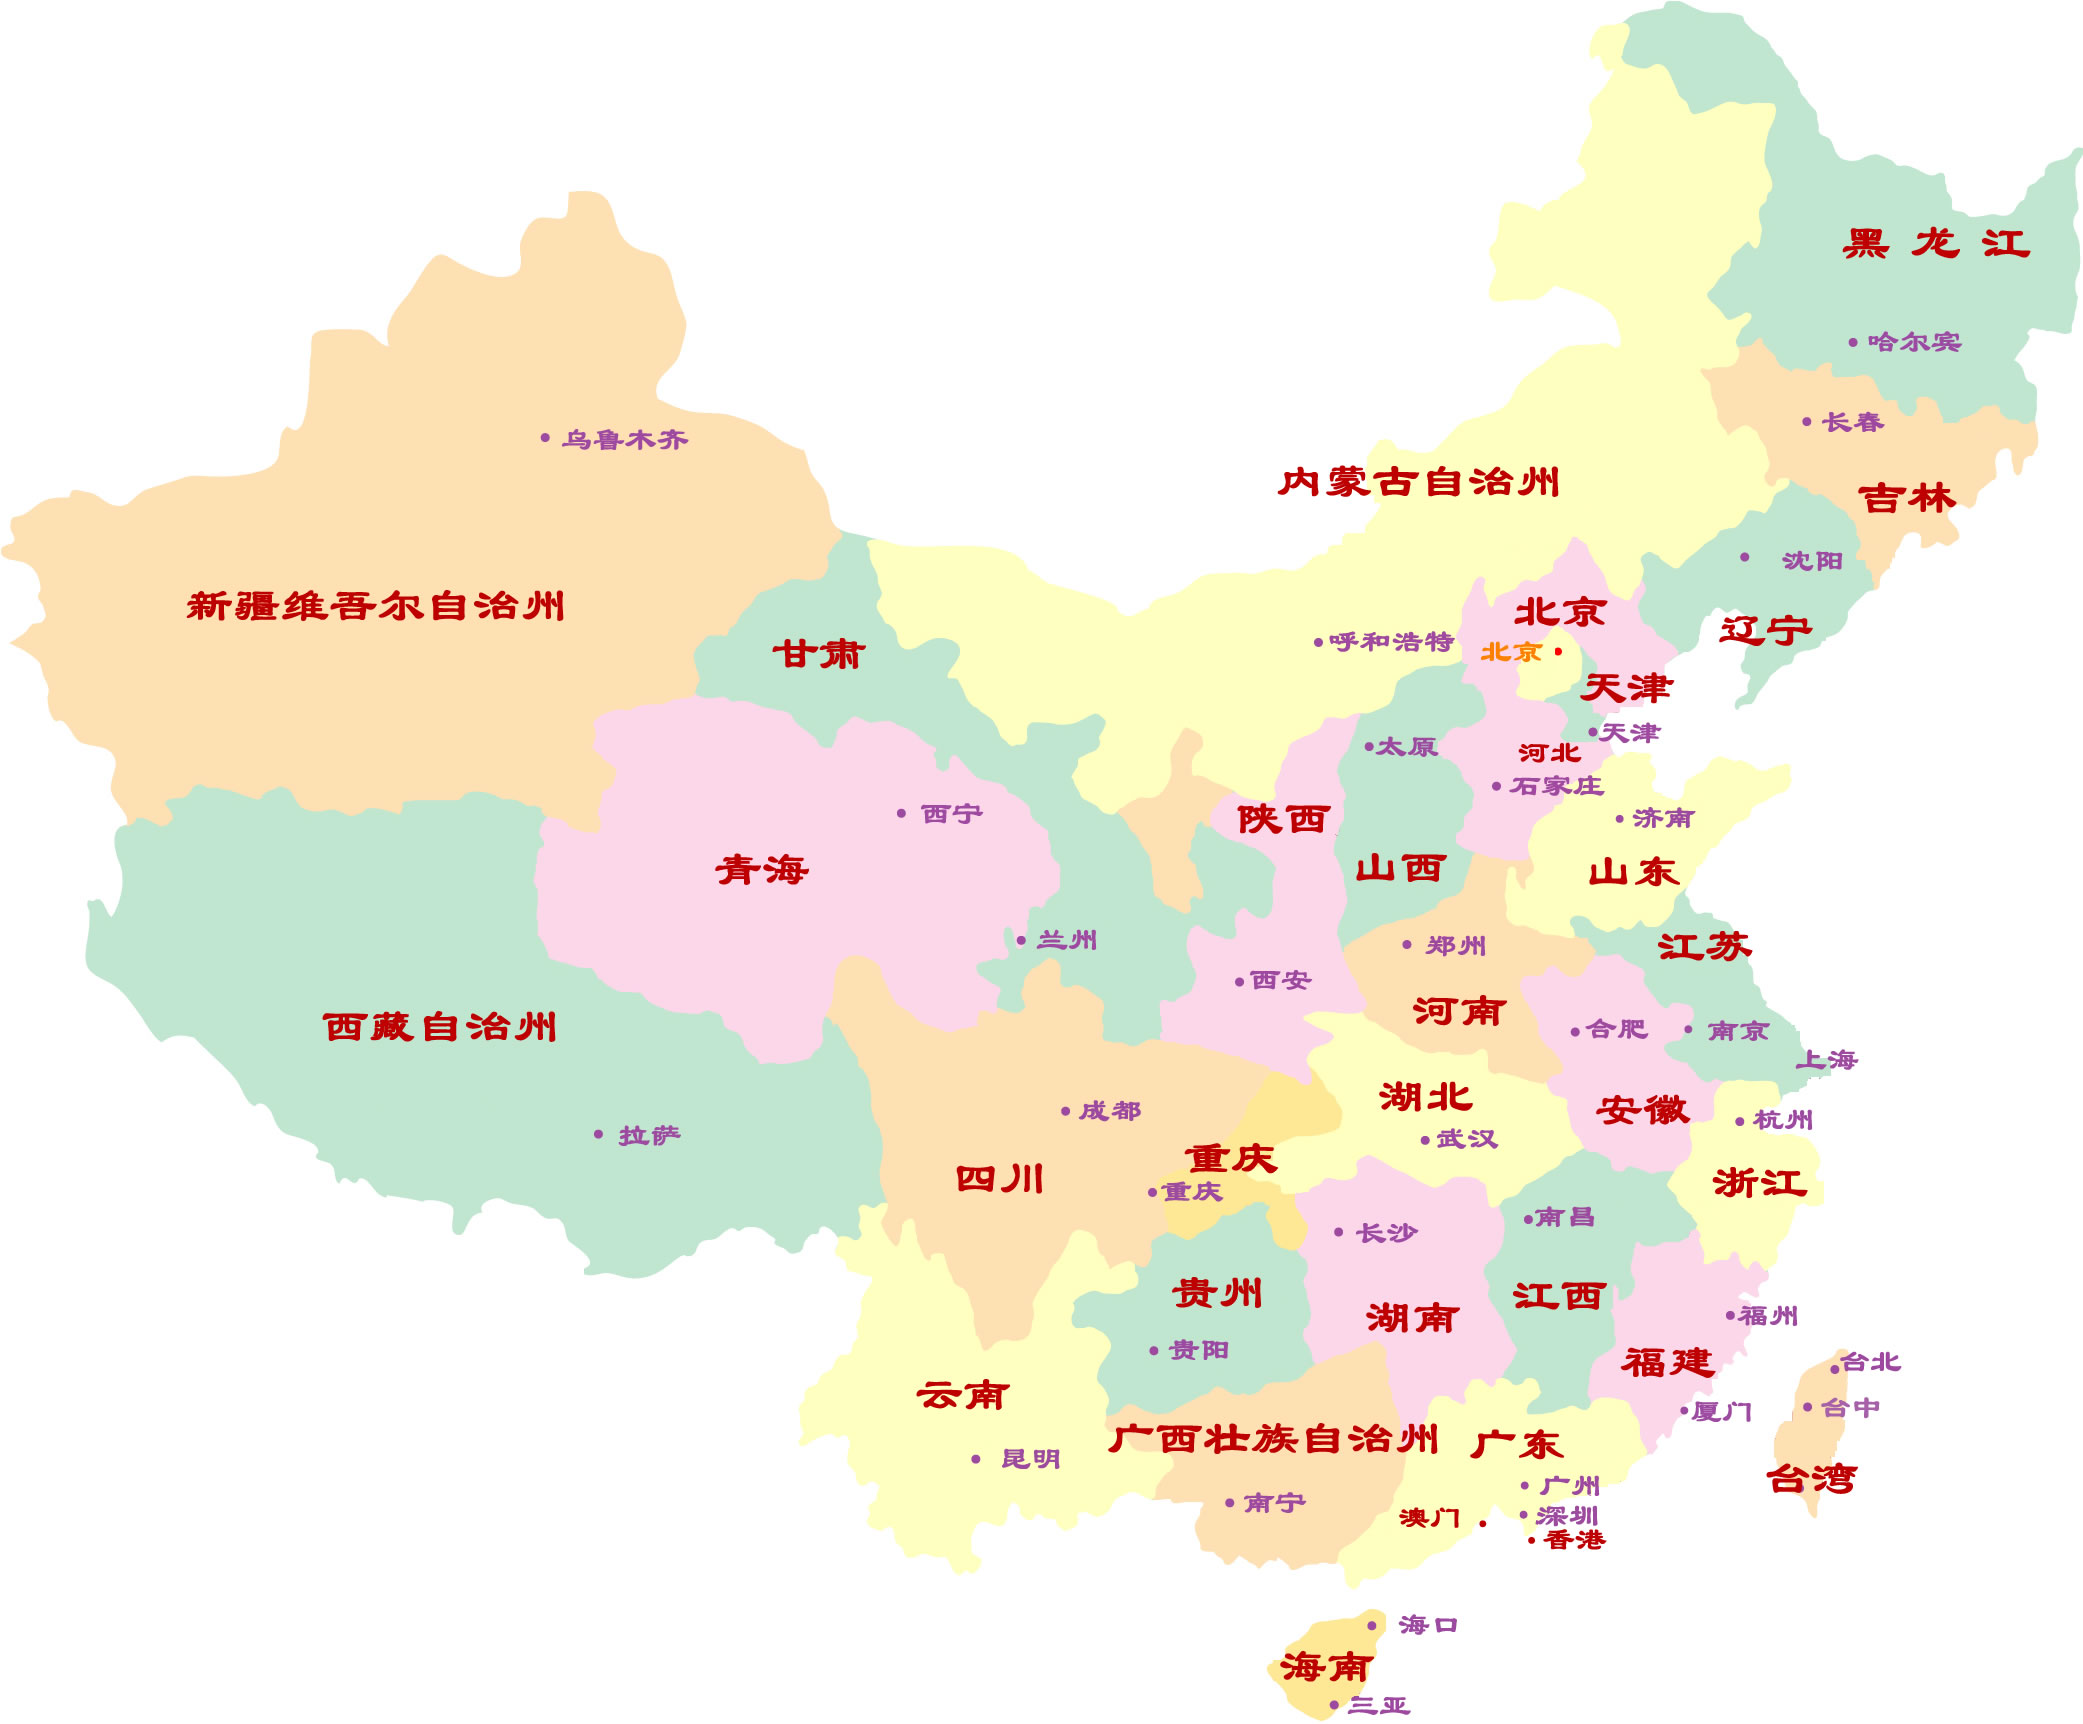 黑龙江
哈尔宾
长春
乌鲁木齐
内蒙古自治州
吉林
沈阳
新疆维吾尔自治州
北京
辽宁
呼和浩特
北京
甘肃
天津
天津
太原
河北
石家庄
西宁
陕西
济南
青海
山西
山东
兰州
郑州
江苏
西安
河南
西藏自治州
合肥
南京
上海
湖北
成都
安徽
杭州
拉萨
武汉
重庆
四川
浙江
重庆
长沙
南昌
贵州
江西
湖南
福州
贵阳
福建
台北
云南
厦门
台中
广西壮族自治州
广东
昆明
台湾
广州
南宁
澳门
深圳
香港
海口
海南
三亚